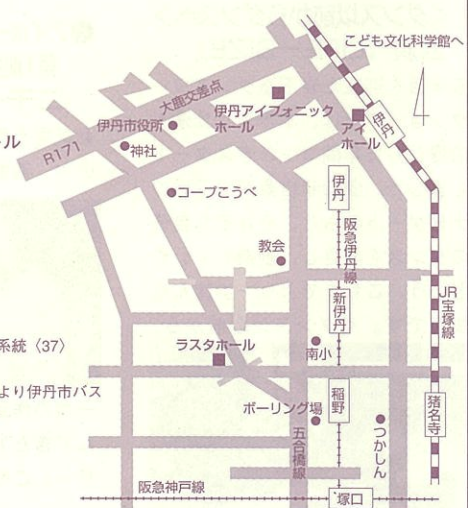 こども文化科学館へ
大鹿交差点
伊丹アイフォニック
ホール
伊丹市役所
アイ
ホール
伊丹
ール
R171
神社
コープこうべ
伊丹
阪急伊丹線
教会
新伊丹
JR
宝塚線
系統〈37〉
ラスタホール
南小
より伊丹市バス
稲野
ボーリング場
猪名寺
つかしん
五合橋線
阪急神戸線
塚口